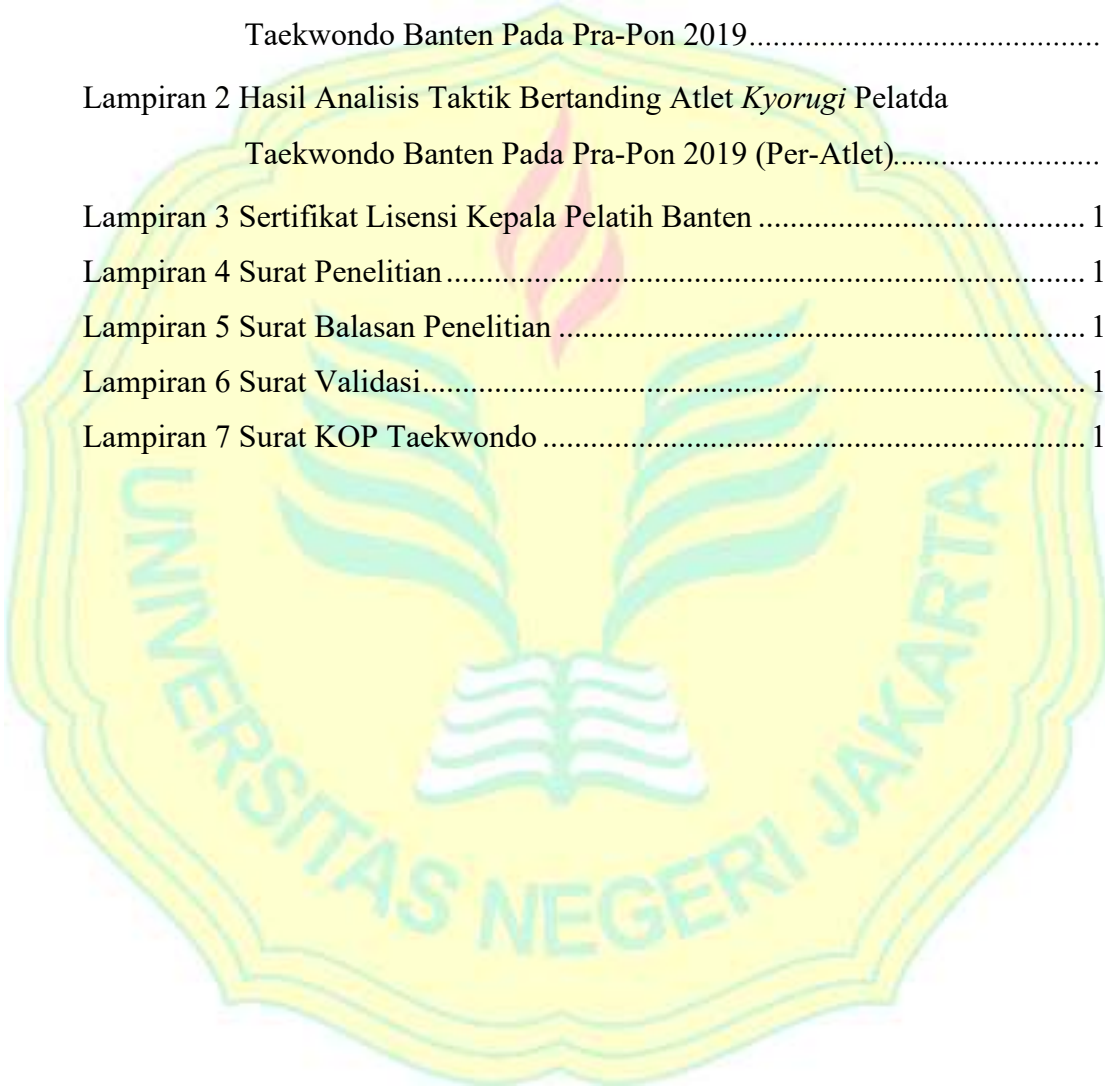 Taekwondo Banten Pada Pra-Pon 2019........................................
Lampiran 2 Hasil Analisis Taktik Bertanding Atlet Kyorugi Pelatda
Taekwondo Banten Pada Pra-Pon 2019 (Per-Atlet)........................
Lampiran 3 Sertifikat Lisensi Kepala Pelatih Banten ........................................ 1
Lampiran 4 Surat Penelitian ................................................................................ 1
Lampiran 5 Surat Balasan Penelitian .................................................................. 1
Lampiran 6 Surat Validasi................................................................................... 1
Lampiran 7 Surat KOP Taekwondo .................................................................... 1
UNIVERSITAS NEGERI JAKARTA